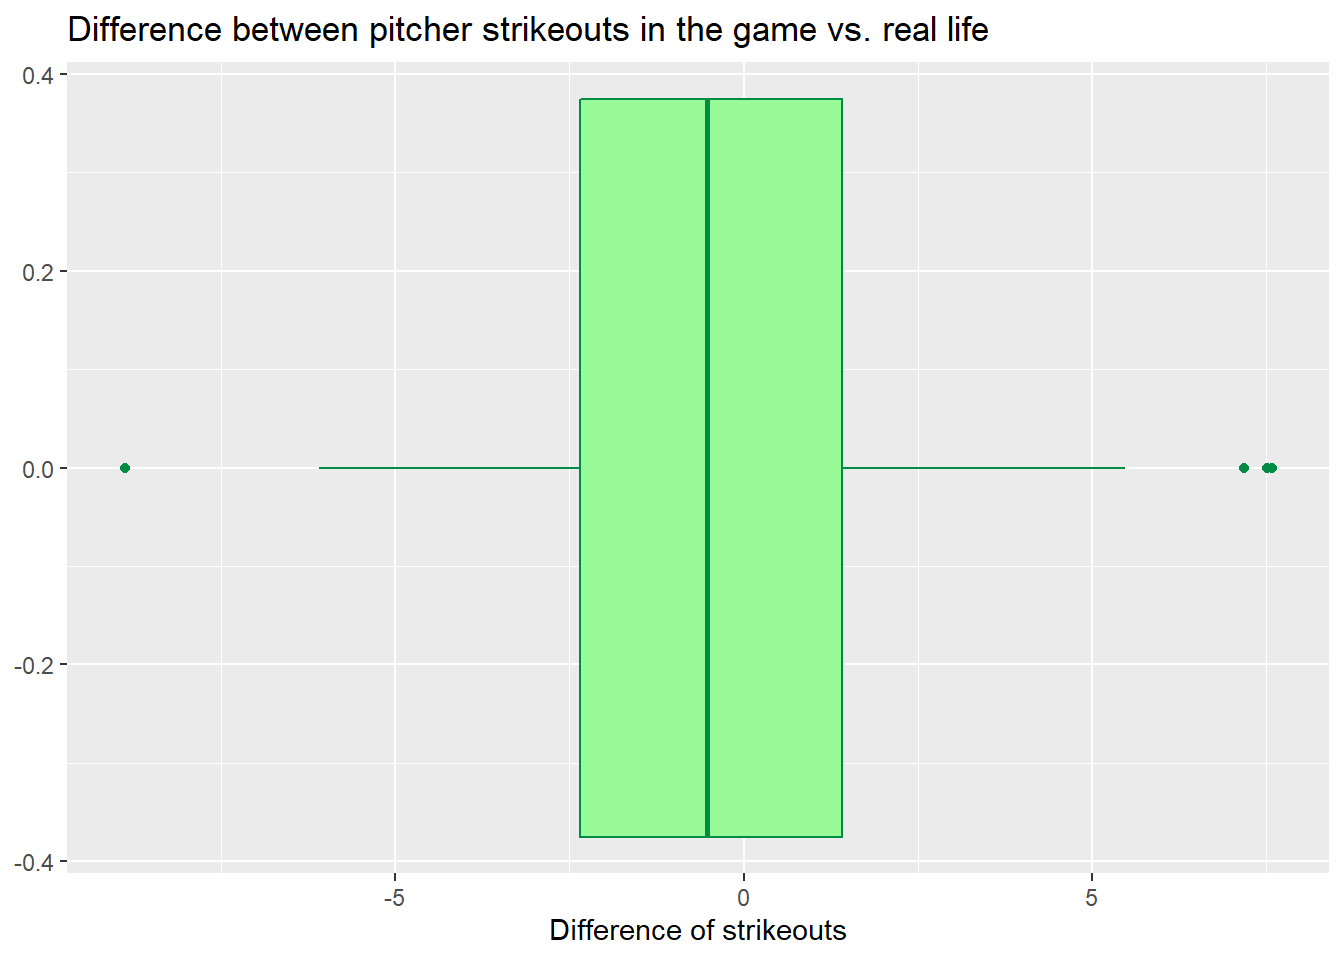 Difference between pitcher strikeouts in the game vs. real life
0.4
0.2
0.0
-0.2
-0.4
-5 0 5
Difference of strikeouts